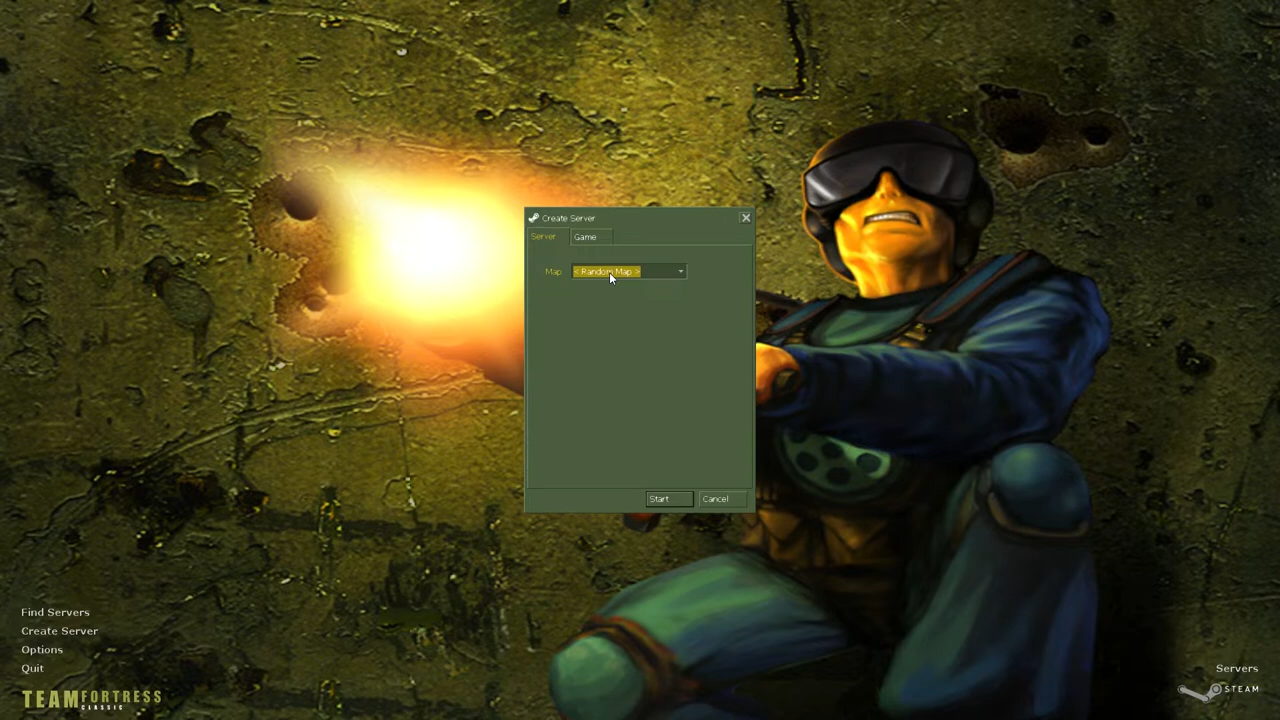 Create Server
Server
Game
Map
< Random Map >
Start
Cancel
Find Servers
Create Server
Options
Quit
TEAM FORTRESS
CLASSIC
Servers
STEAM